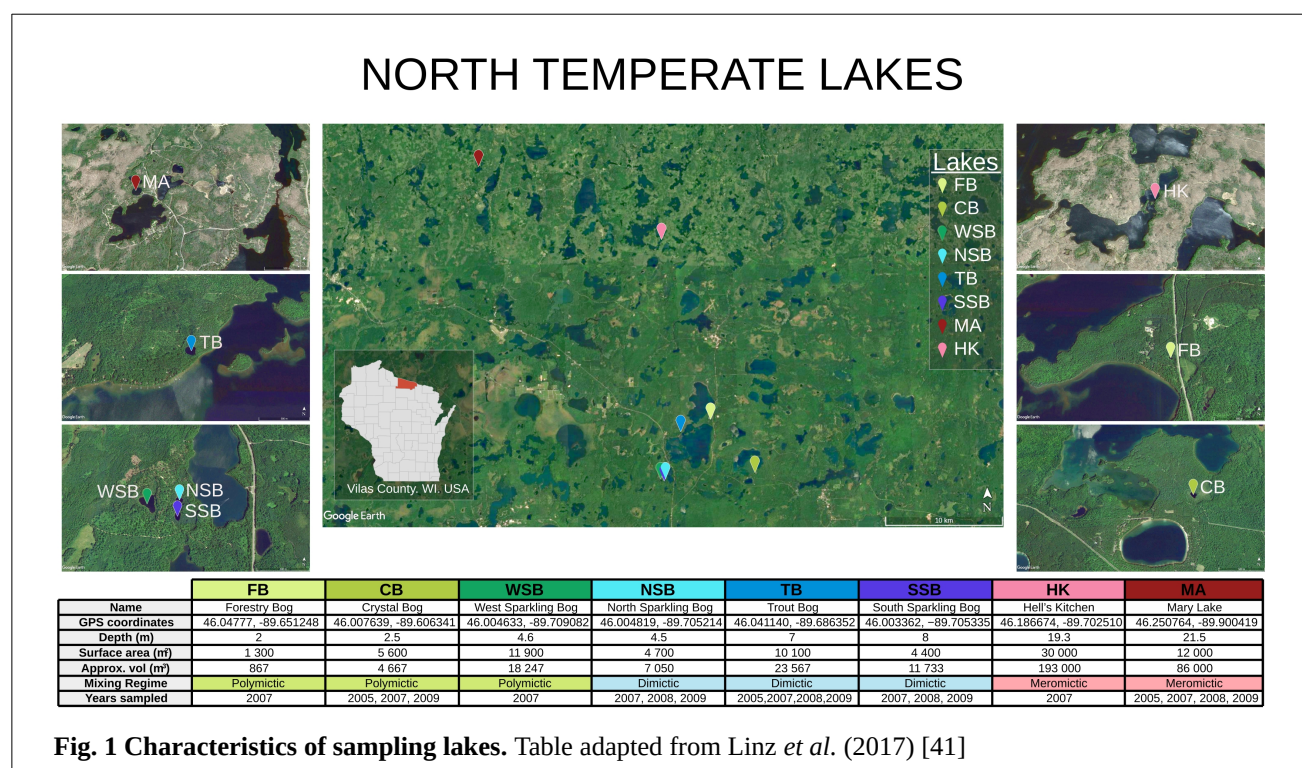 NORTH TEMPERATE LAKES
MA
TB
WSB
NSB
SSB
Lakes
FB
CB
WSB
NSB
TB
SSB
MA
HK
Vilas County. WI. USA
Google Earth
10 km
N
HK
FB
CB
FB CB WSB NSB TB SSB HK MA
Name Forestry Bog Crystal Bog West Sparkling Bog North Sparkling Bog Trout Bog South Sparkling Bog Hell's Kitchen Mary Lake
GPS coordinates 46.04777, -89.651248 46.007639, -89.606341 46.004633, -89.709082 46.004819, -89.705214 46.041140, -89.686352 46.003362, −89.705335 46.186674, -89.702510 46.250764, -89.900419
Depth (m) 2 2.5 4.6 4.5 7 8 19.3 21.5
Surface area (m²) 1 300 5 600 11 900 4 700 10 100 4 400 30 000 12 000
Approx. vol (m³) 867 4 667 18 247 7 050 23 567 11 733 193 000 86 000
Mixing Regime Polymictic Polymictic Polymictic Dimictic Dimictic Dimictic Meromictic Meromictic
Years sampled 2007 2005, 2007, 2009 2007 2007, 2008, 2009 2005,2007,2008,2009 2007, 2008, 2009 2007 2005, 2007, 2008, 2009
Fig. 1 Characteristics of sampling lakes. Table adapted from Linz et al. (2017) [41]